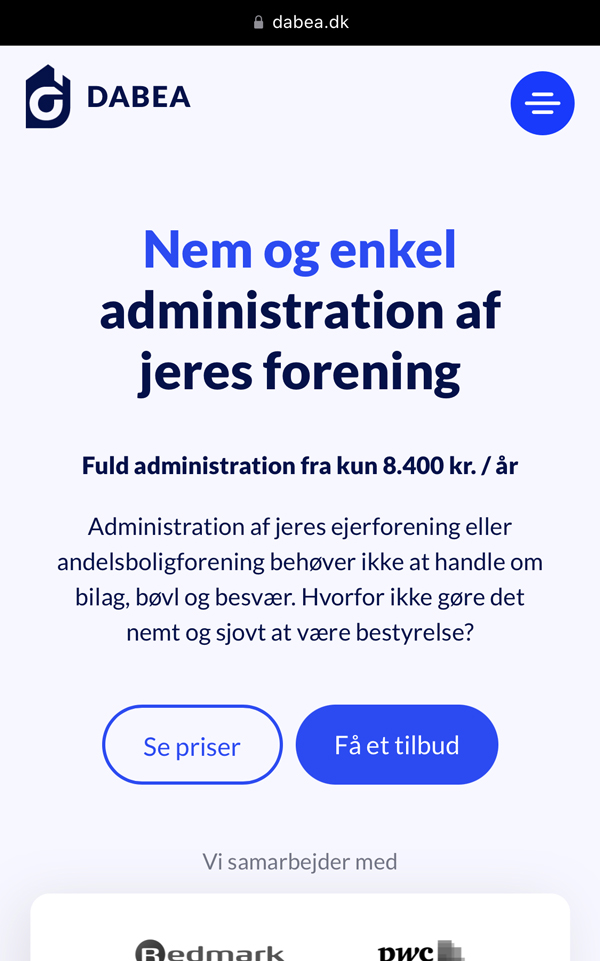 dabea.dk
DABEA
Nem og enkel
administration af
jeres forening
Fuld administration fra kun 8.400 kr. / år
Administration af jeres ejerforening eller
andelsboligforening behøver ikke at handle om
bilag, bøvl og besvær. Hvorfor ikke gøre det
nemt og sjovt at være bestyrelse?
Se priser
Få et tilbud
Vi samarbejder med
Redmark
pwc